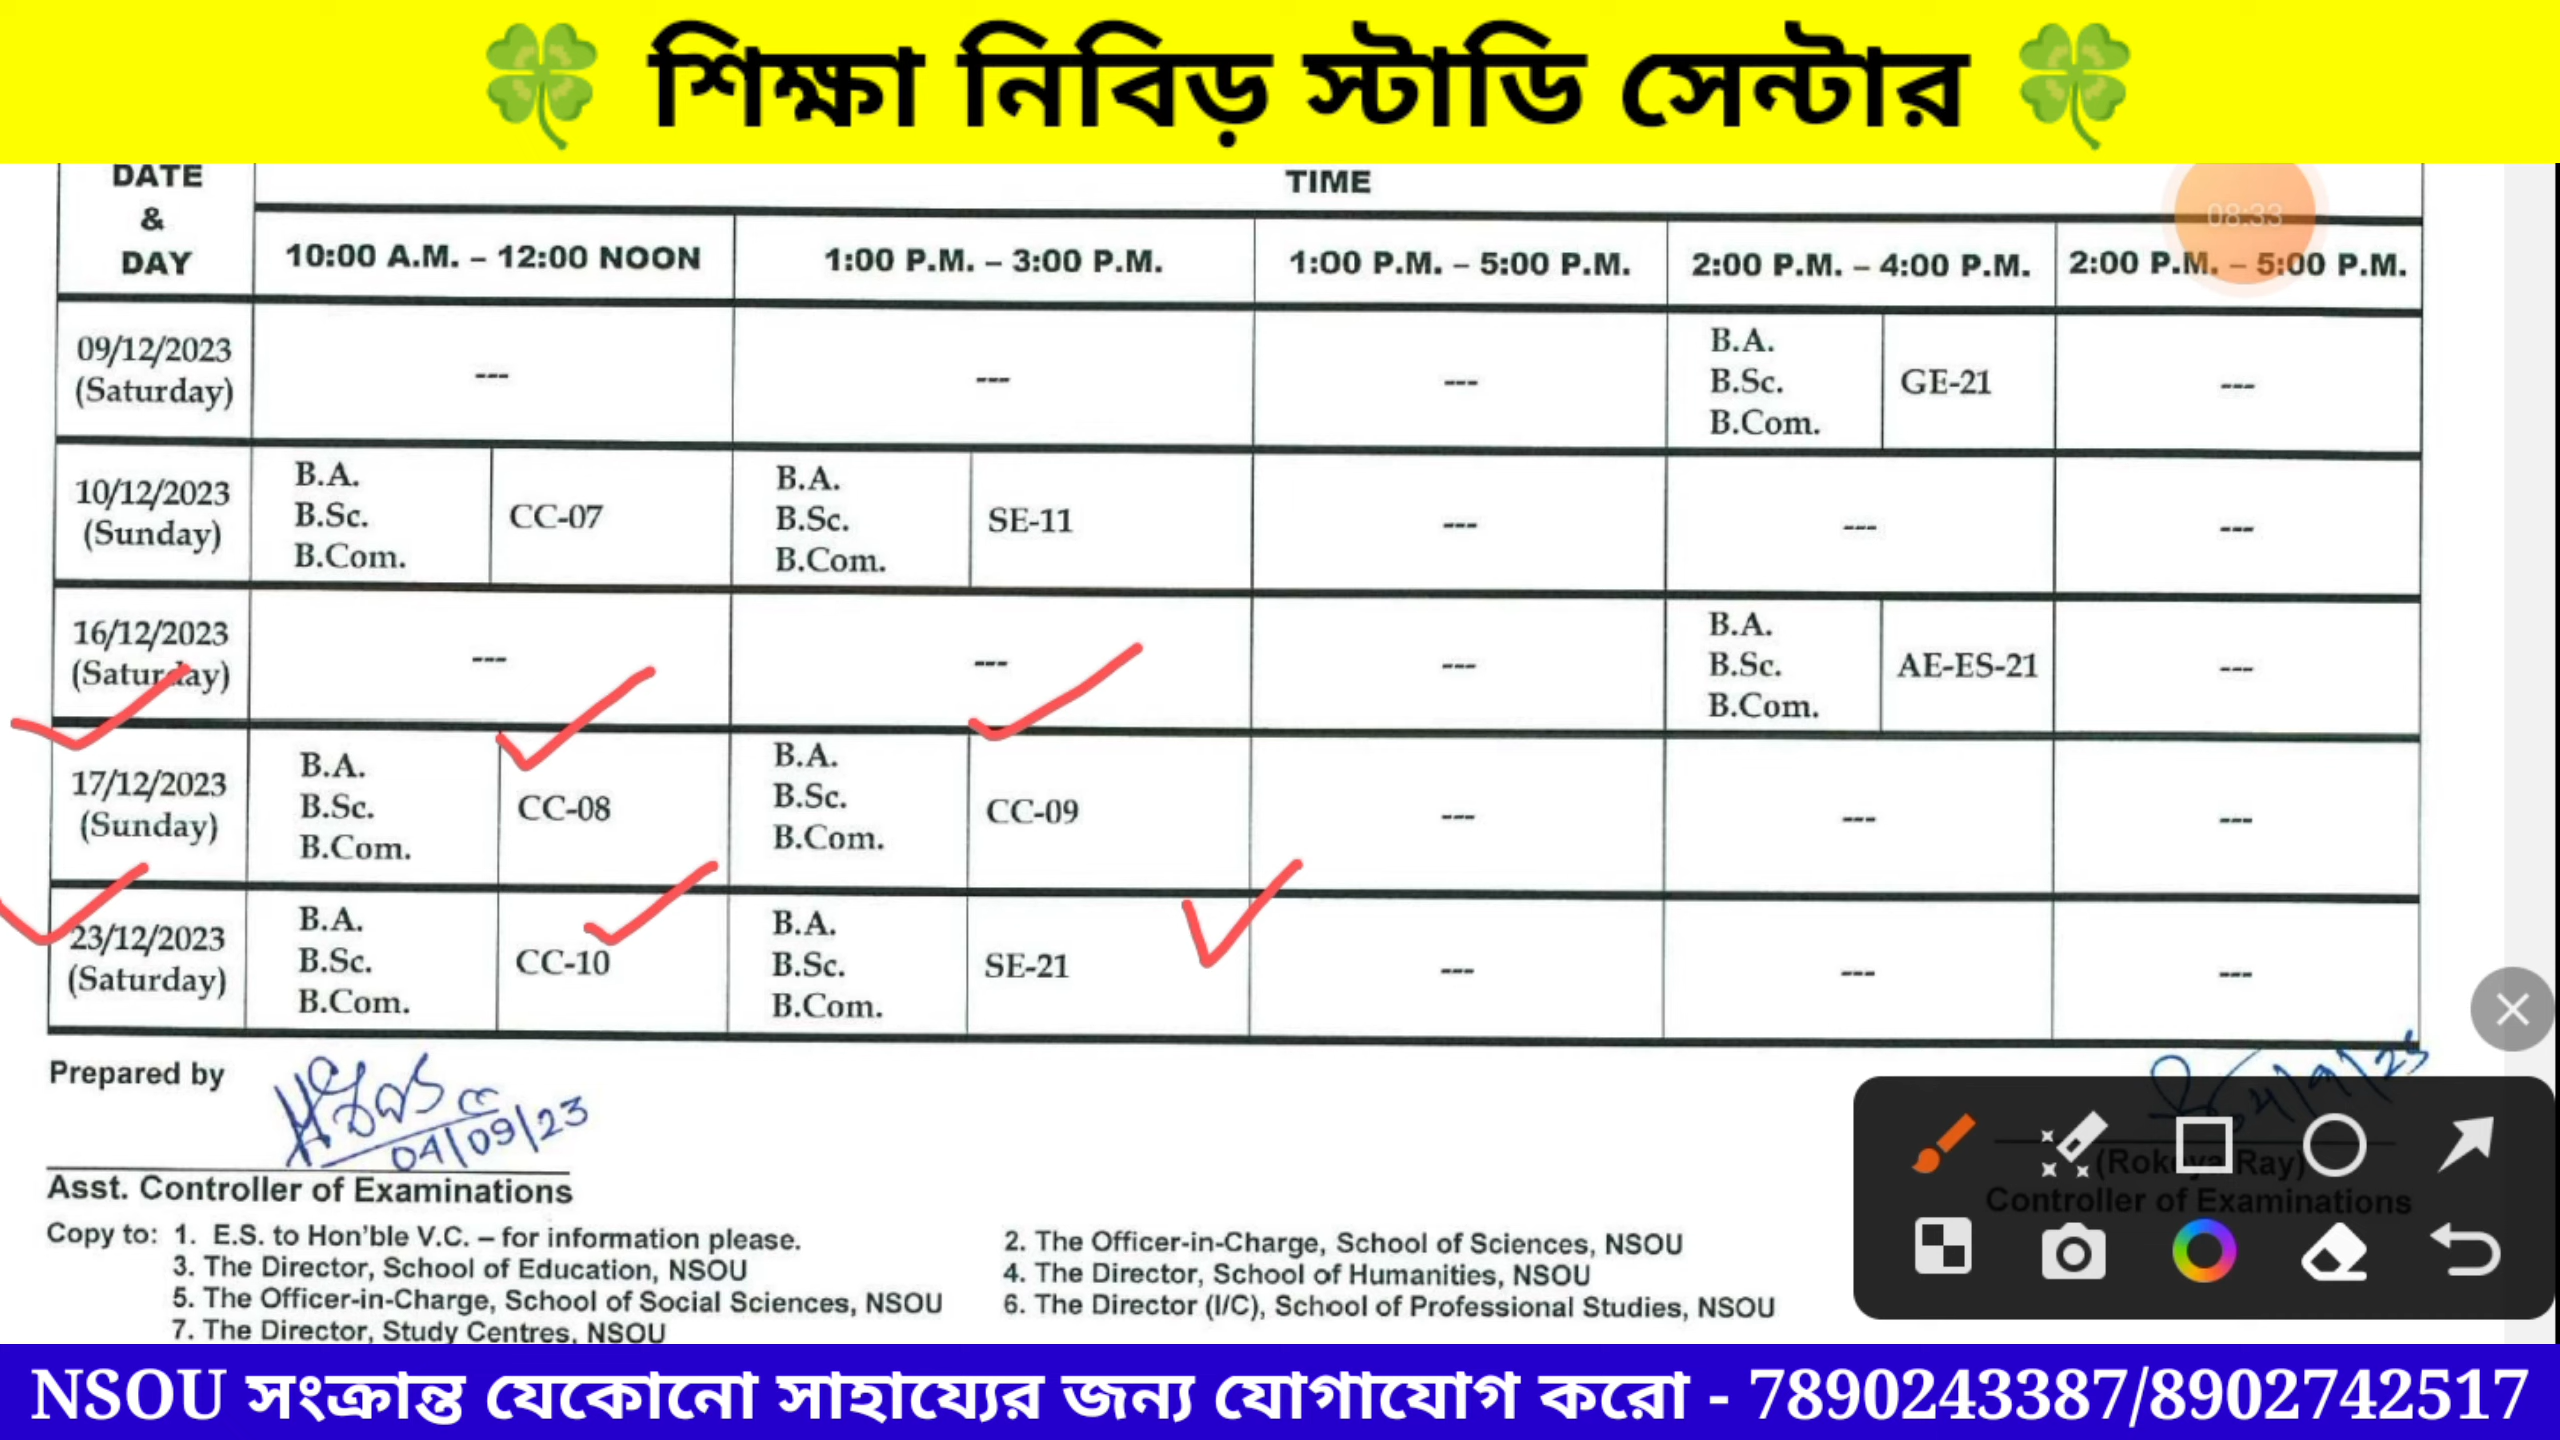 শিক্ষা নিবিড় স্টাডি সেন্টার
DATE
&
DAY
TIME
10:00 A.M. – 12:00 NOON
1:00 P.M. – 3:00 P.M.
1:00 P.M. – 5:00 P.M.
2:00 P.M. – 4:00 P.M.
2:00 P.M. – 5:00 P.M.
08:33
09/12/2023
(Saturday)
---
---
---
B.A.
B.Sc.
B.Com.
GE-21
---
10/12/2023
(Sunday)
B.A.
B.Sc.
B.Com.
CC-07
B.A.
B.Sc.
B.Com.
SE-11
---
---
---
16/12/2023
(Saturday)
---
---
---
B.A.
B.Sc.
B.Com.
AE-ES-21
---
17/12/2023
(Sunday)
B.A.
B.Sc.
B.Com.
CC-08
B.A.
B.Sc.
B.Com.
CC-09
---
---
---
23/12/2023
(Saturday)
B.A.
B.Sc.
B.Com.
CC-10
B.A.
B.Sc.
B.Com.
SE-21
---
---
---
Prepared by
04/09/23
4/9/23
Asst. Controller of Examinations
(Rokeya Ray)
Controller of Examinations
Copy to: 1. E.S. to Hon'ble V.C. – for information please.
2. The Officer-in-Charge, School of Sciences, NSOU
3. The Director, School of Education, NSOU
4. The Director, School of Humanities, NSOU
5. The Officer-in-Charge, School of Social Sciences, NSOU
6. The Director (I/C), School of Professional Studies, NSOU
7. The Director, Study Centres, NSOU
NSOU সংক্রান্ত যেকোনো সাহায্যের জন্য যোগাযোগ করো - 7890243387/8902742517